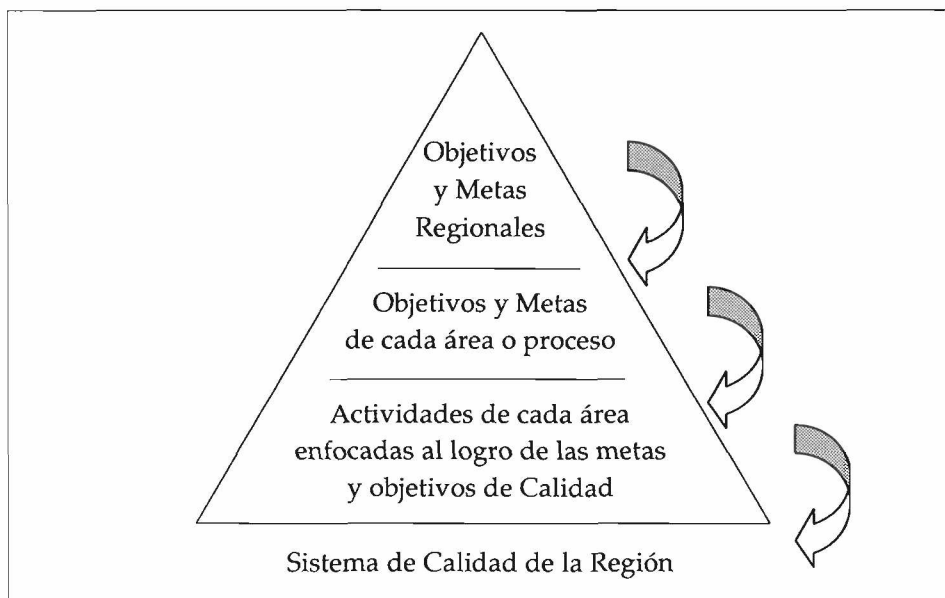 Objetivos
y Metas
Regionales
Objetivos y Metas
de cada área o proceso
Actividades de cada área
enfocadas al logro de las metas
y objetivos de Calidad
Sistema de Calidad de la Región